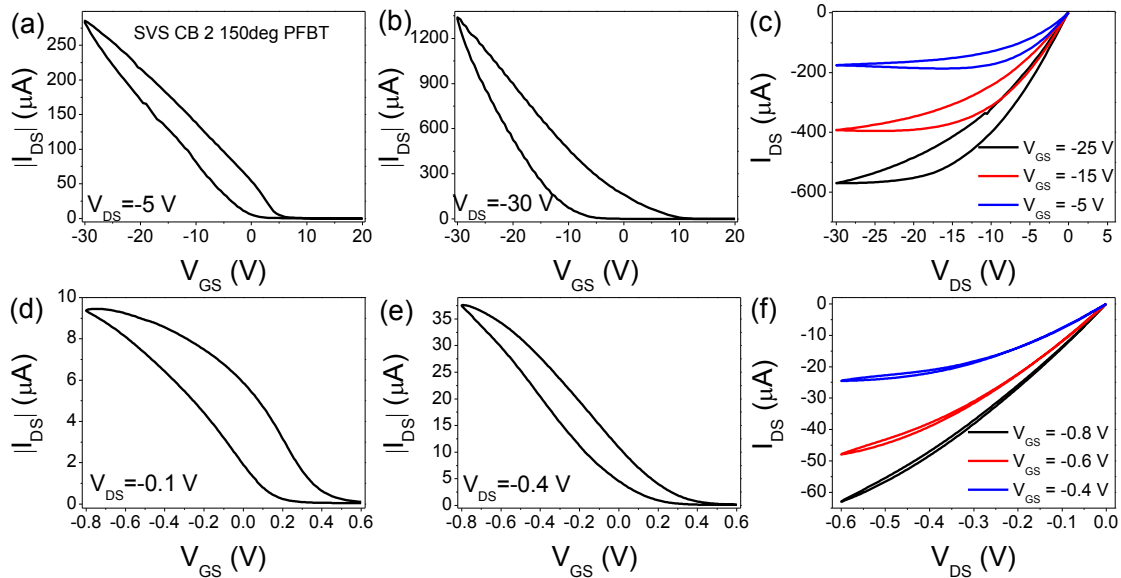 (a)
SVS CB 2 150deg PFBT
|I_DS| (μA)
250
200
150
100
50
0
V_DS=-5 V
-30 -20 -10 0 10 20
V_GS (V)
(b)
|I_DS| (μA)
1200
900
600
300
0
V_DS=-30 V
-30 -20 -10 0 10 20
V_GS (V)
(c)
I_DS (μA)
0
-200
-400
-600
V_GS = -25 V
V_GS = -15 V
V_GS = -5 V
-30 -25 -20 -15 -10 -5 0 5
V_DS (V)
(d)
|I_DS| (μA)
10
8
6
4
2
0
V_DS=-0.1 V
-0.8 -0.6 -0.4 -0.2 0.0 0.2 0.4 0.6
V_GS (V)
(e)
|I_DS| (μA)
35
30
25
20
15
10
5
0
V_DS=-0.4 V
-0.8 -0.6 -0.4 -0.2 0.0 0.2 0.4 0.6
V_GS (V)
(f)
I_DS (μA)
0
-10
-20
-30
-40
-50
-60
V_GS = -0.8 V
V_GS = -0.6 V
V_GS = -0.4 V
-0.6 -0.5 -0.4 -0.3 -0.2 -0.1 0.0
V_DS (V)